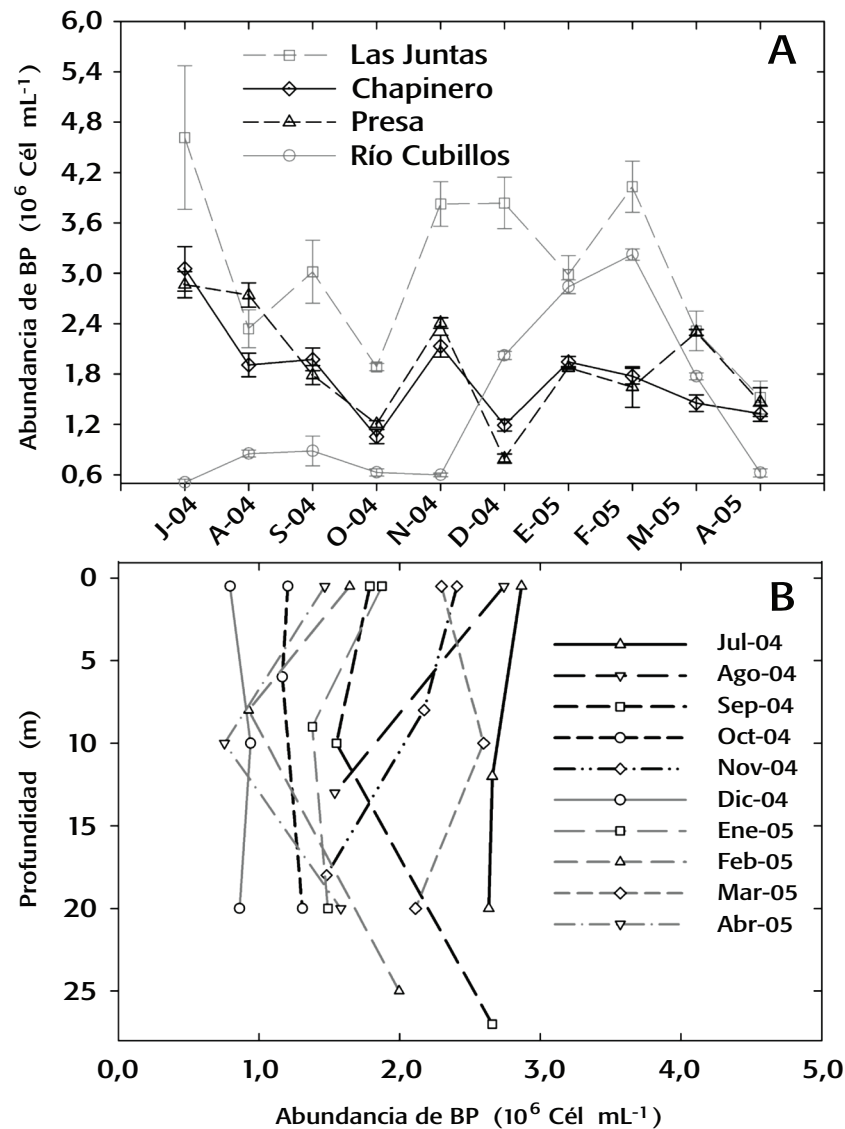 A
Las Juntas
Chapinero
Presa
Río Cubillos
Abundancia de BP (10⁶ Cél mL⁻¹)
6,0
5,4
4,8
4,2
3,6
3,0
2,4
1,8
1,2
0,6
J-04
A-04
S-04
O-04
N-04
D-04
E-05
F-05
M-05
A-05
B
Jul-04
Ago-04
Sep-04
Oct-04
Nov-04
Dic-04
Ene-05
Feb-05
Mar-05
Abr-05
Profundidad (m)
0
5
10
15
20
25
0,0 1,0 2,0 3,0 4,0 5,0
Abundancia de BP (10⁶ Cél mL⁻¹)